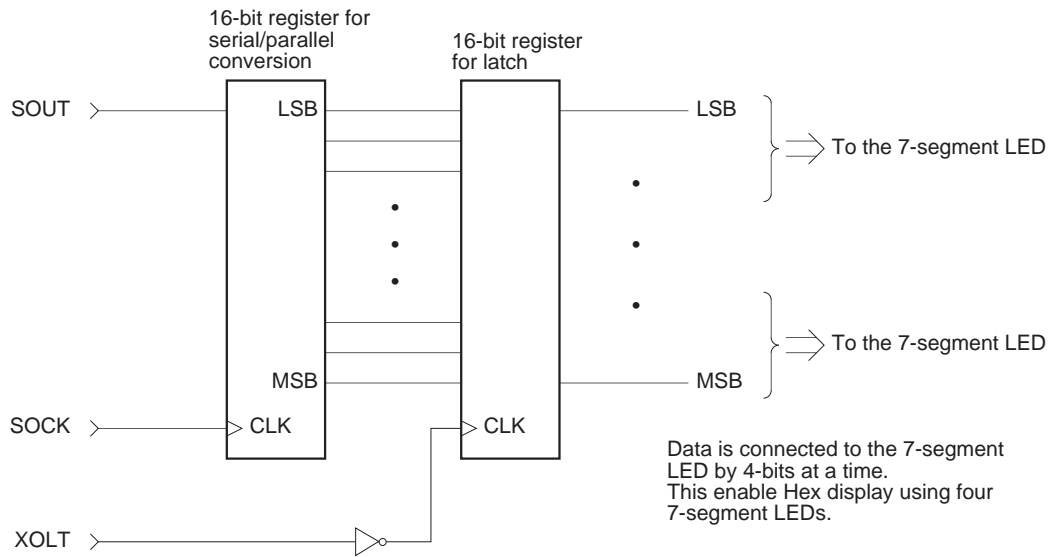 16-bit register for
serial/parallel
conversion
16-bit register
for latch
SOUT
LSB
LSB
To the 7-segment LED
To the 7-segment LED
MSB
MSB
SOCK
CLK
CLK
Data is connected to the 7-segment
LED by 4-bits at a time.
This enable Hex display using four
7-segment LEDs.
XOLT